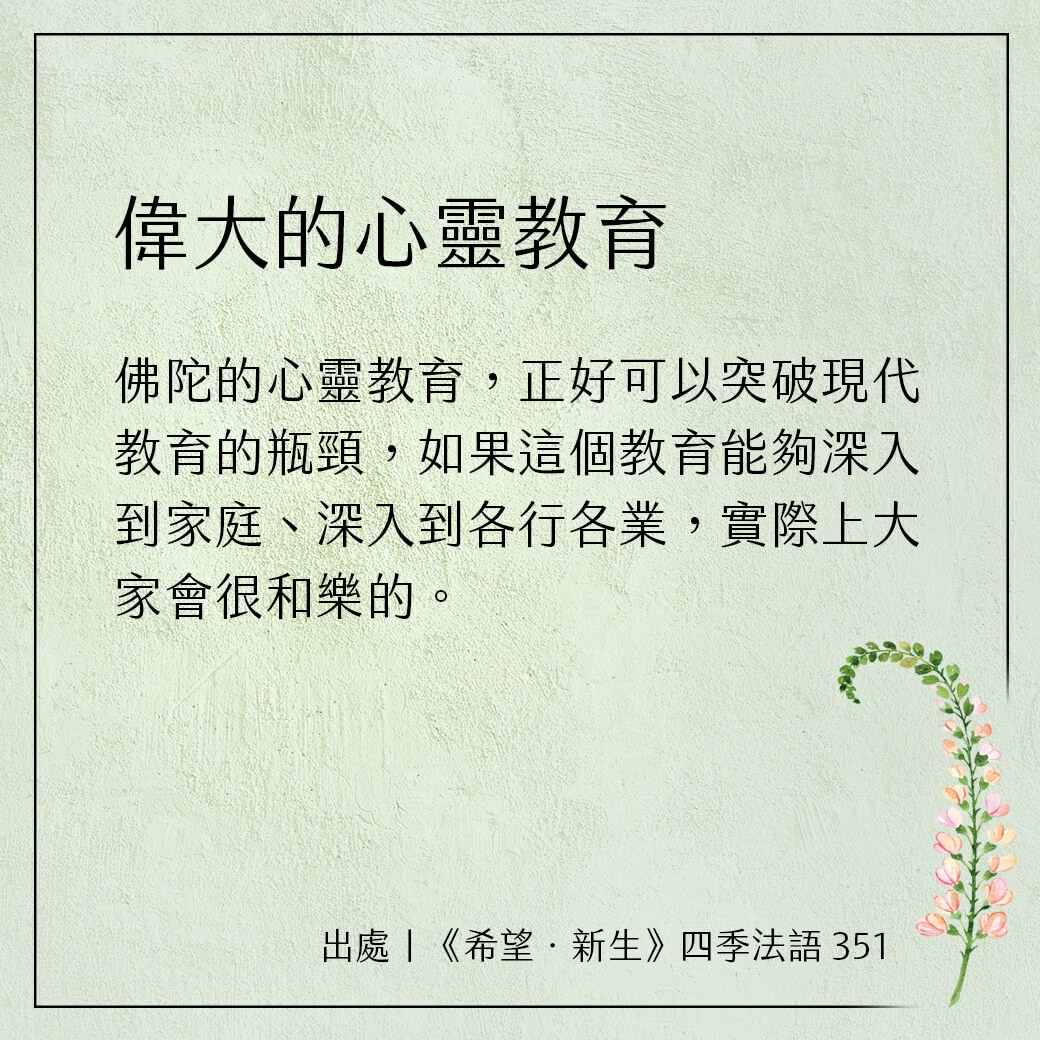 偉大的心靈教育
佛陀的心靈教育，正好可以突破現代
教育的瓶頸，如果這個教育能夠深入
到家庭、深入到各行各業，實際上大
家會很和樂的。
出處｜《希望．新生》四季法語 351